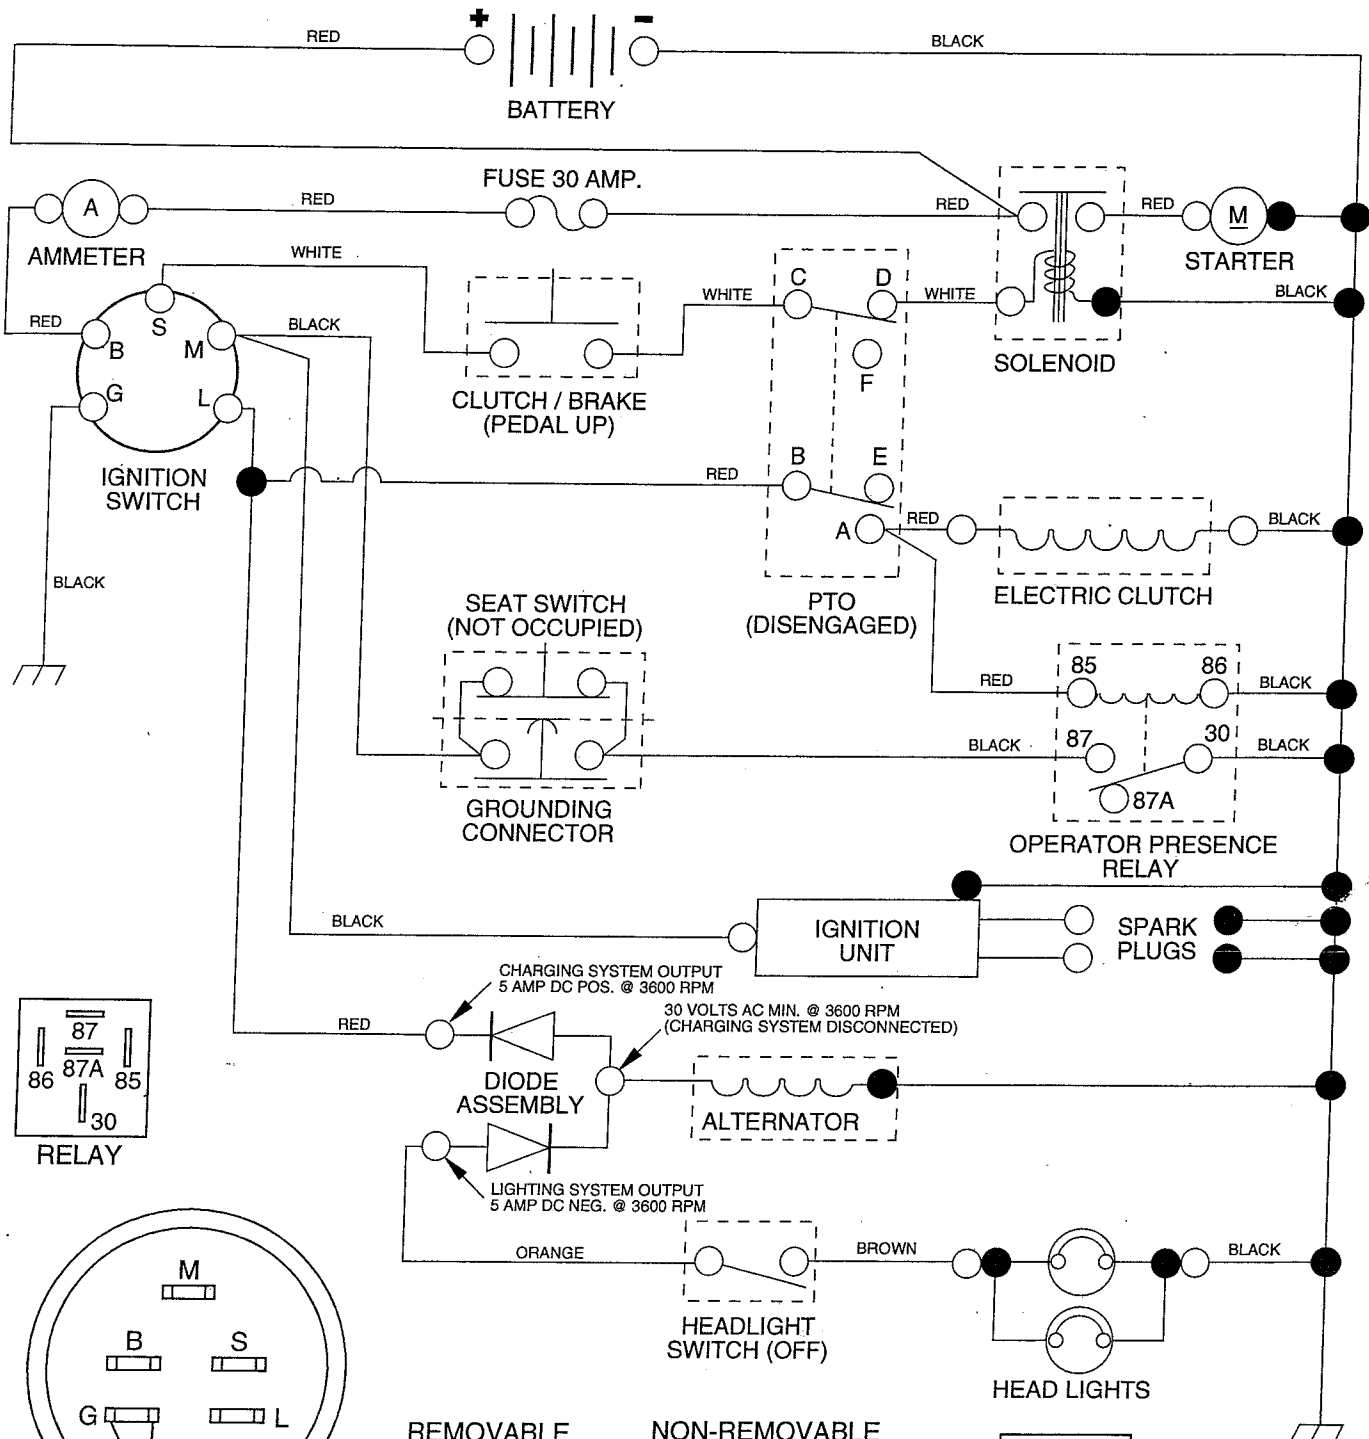 + -
RED
BLACK
BATTERY
FUSE 30 AMP.
A
RED
RED
RED
M
AMMETER
STARTER
WHITE
C D
WHITE
WHITE
BLACK
RED
S
BLACK
B M
F
SOLENOID
G L
CLUTCH / BRAKE
(PEDAL UP)
IGNITION
SWITCH
RED
B E
A
RED
BLACK
BLACK
SEAT SWITCH
(NOT OCCUPIED)
PTO
(DISENGAGED)
ELECTRIC CLUTCH
85 86
RED
BLACK
BLACK
87 30
BLACK
87A
GROUNDING
CONNECTOR
OPERATOR PRESENCE
RELAY
BLACK
IGNITION
UNIT
SPARK
PLUGS
CHARGING SYSTEM OUTPUT
5 AMP DC POS. @ 3600 RPM
30 VOLTS AC MIN. @ 3600 RPM
(CHARGING SYSTEM DISCONNECTED)
RED
87
86 87A 85
30
RELAY
DIODE
ASSEMBLY
ALTERNATOR
LIGHTING SYSTEM OUTPUT
5 AMP DC NEG. @ 3600 RPM
ORANGE
BROWN
BLACK
HEADLIGHT
SWITCH (OFF)
HEAD LIGHTS
M
B S
G L
REMOVABLE NON-REMOVABLE